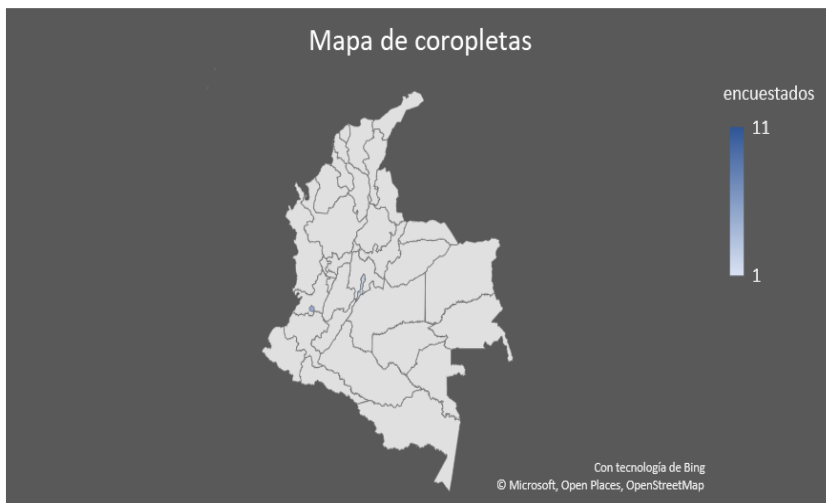 Mapa de coropletas
encuestados
11
1
Con tecnología de Bing
© Microsoft, Open Places, OpenStreetMap